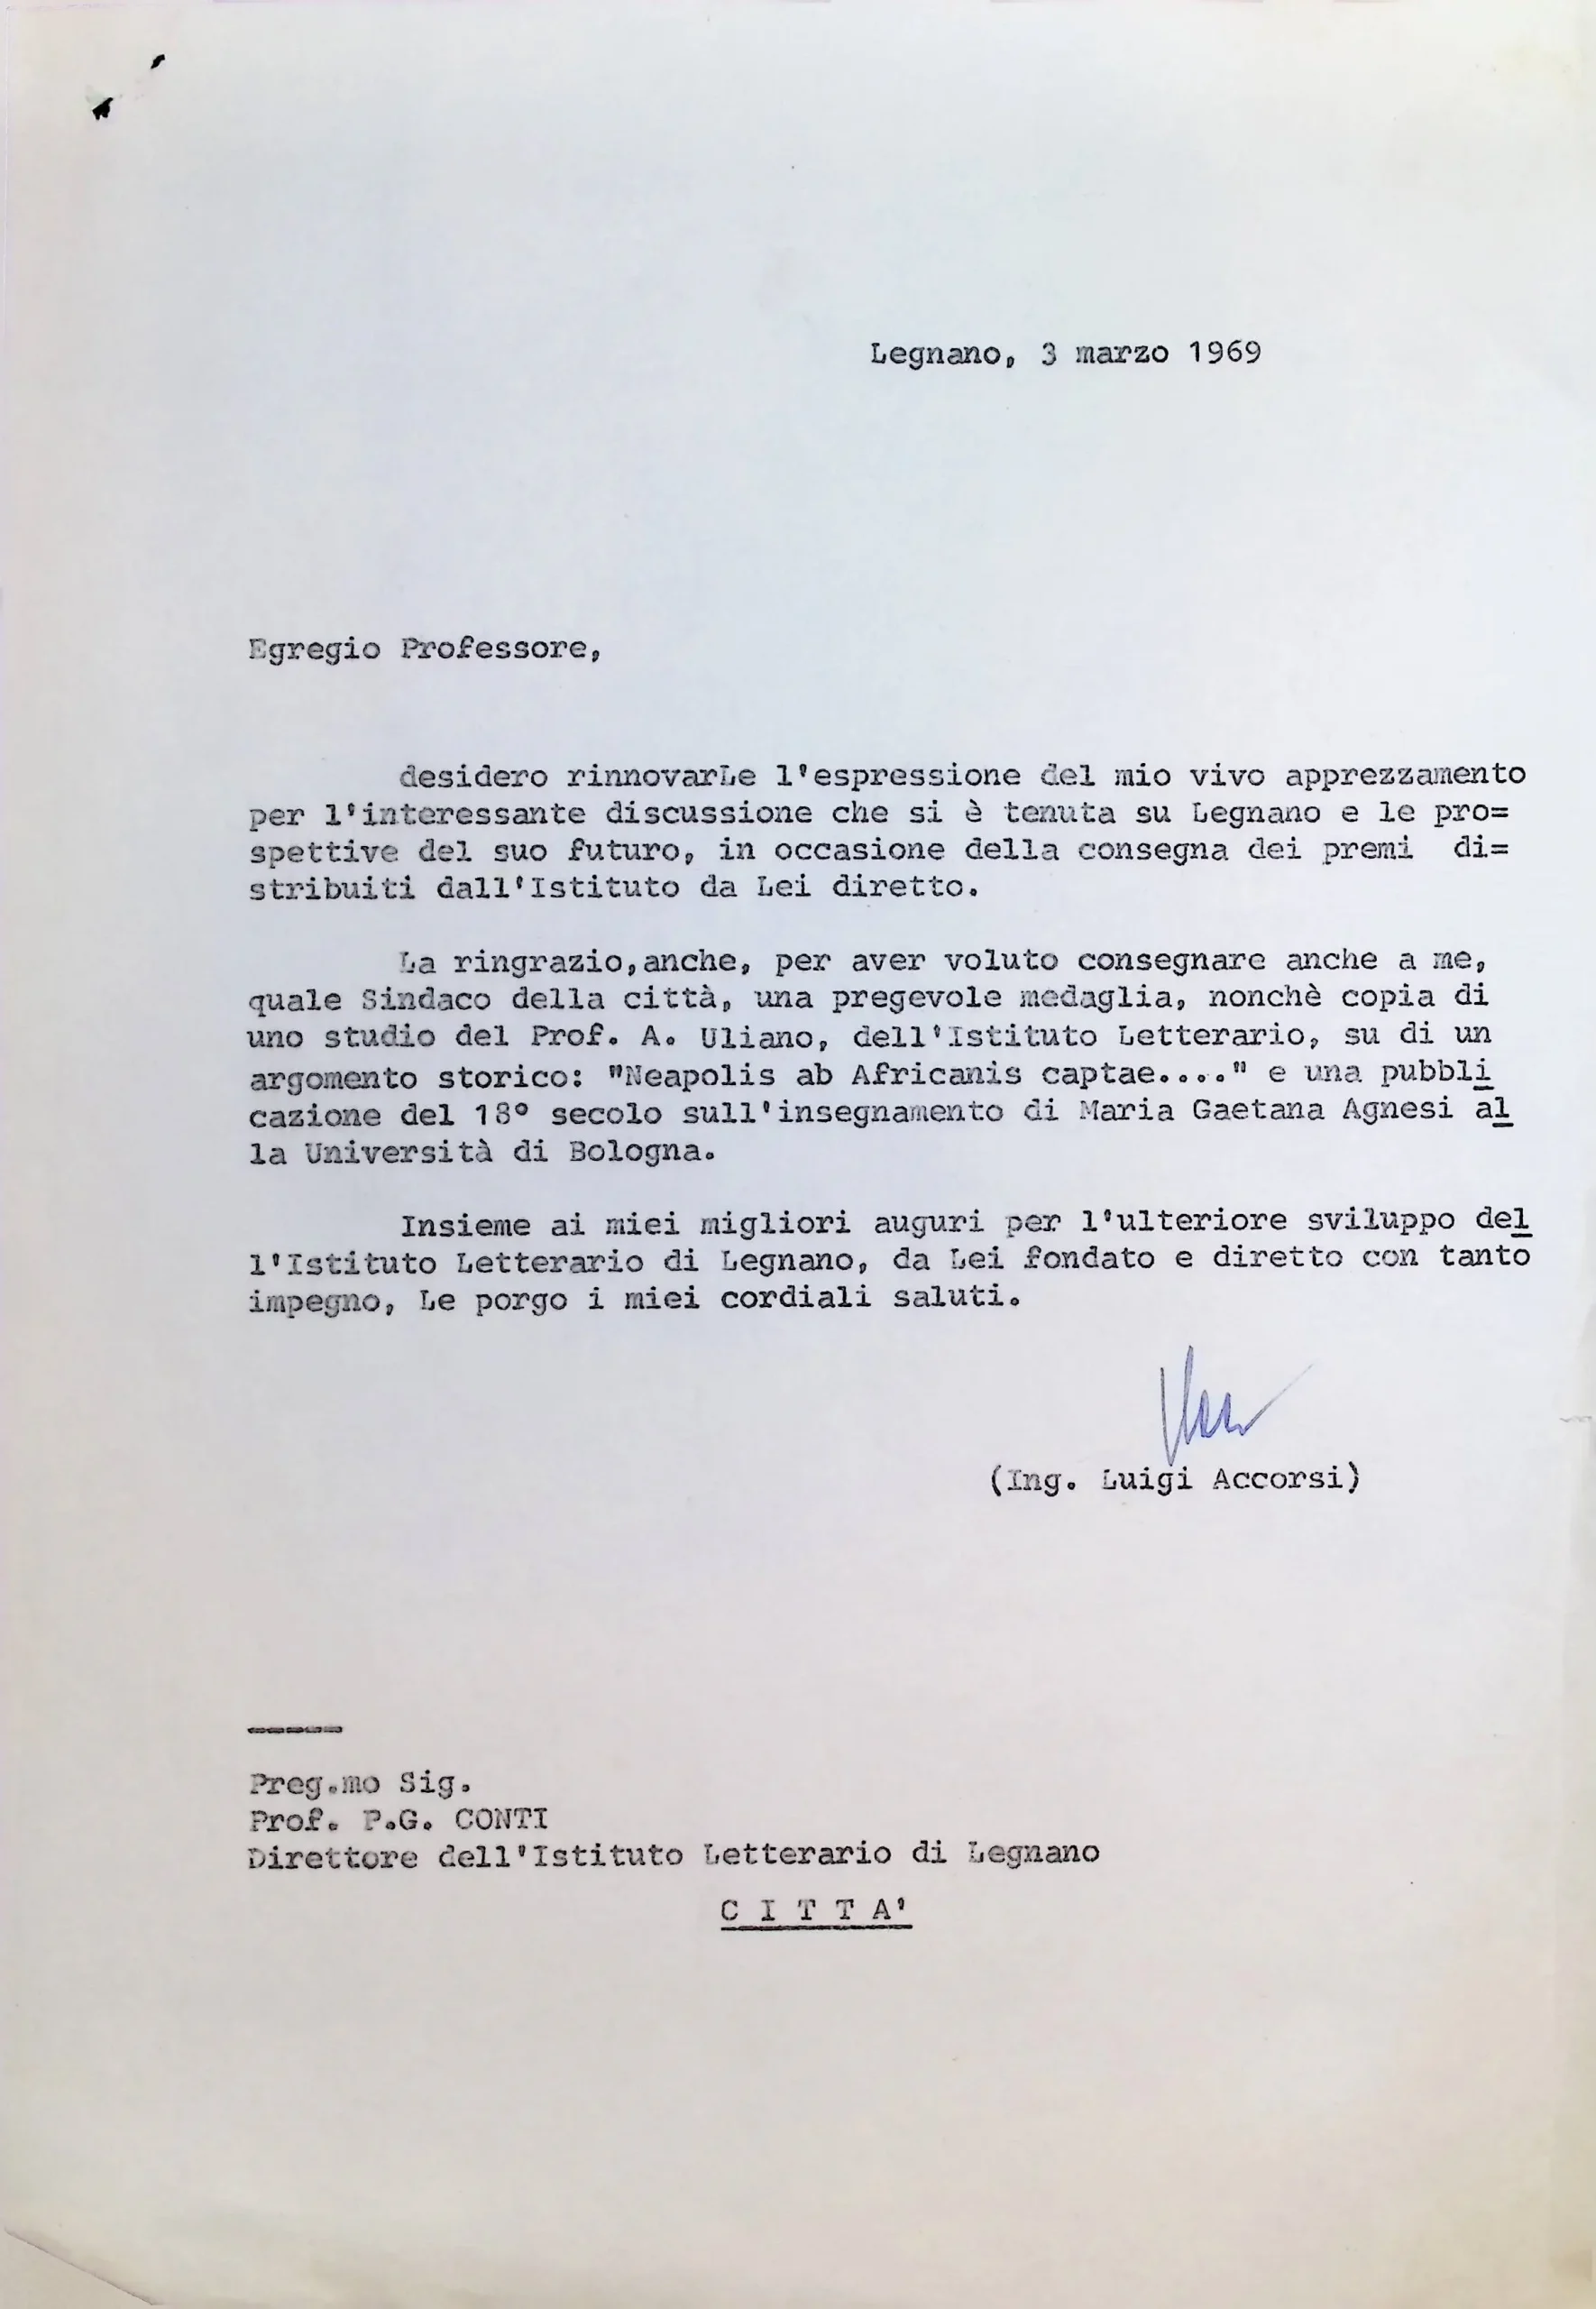 Legnano, 3 marzo 1969
Egregio Professore,
desidero rinnovarLe l'espressione del mio vivo apprezzamento
per l'interessante discussione che si è tenuta su Legnano e le pro=
spettive del suo futuro, in occasione della consegna dei premi di=
stribuiti dall'Istituto da Lei diretto.
La ringrazio,anche, per aver voluto consegnare anche a me,
quale Sindaco della città, una pregevole medaglia, nonchè copia di
uno studio del Prof. A. Uliano, dell'Istituto Letterario, su di un
argomento storico: "Neapolis ab Africanis captae...." e una pubbli
cazione del 18° secolo sull'insegnamento di Maria Gaetana Agnesi al
la Università di Bologna.
Insieme ai miei migliori auguri per l'ulteriore sviluppo del
l'Istituto Letterario di Legnano, da Lei fondato e diretto con tanto
impegno, Le porgo i miei cordiali saluti.
(Ing. Luigi Accorsi)
Preg.mo Sig.
Prof. P.G. CONTI
Direttore dell'Istituto Letterario di Legnano
C I T T A'